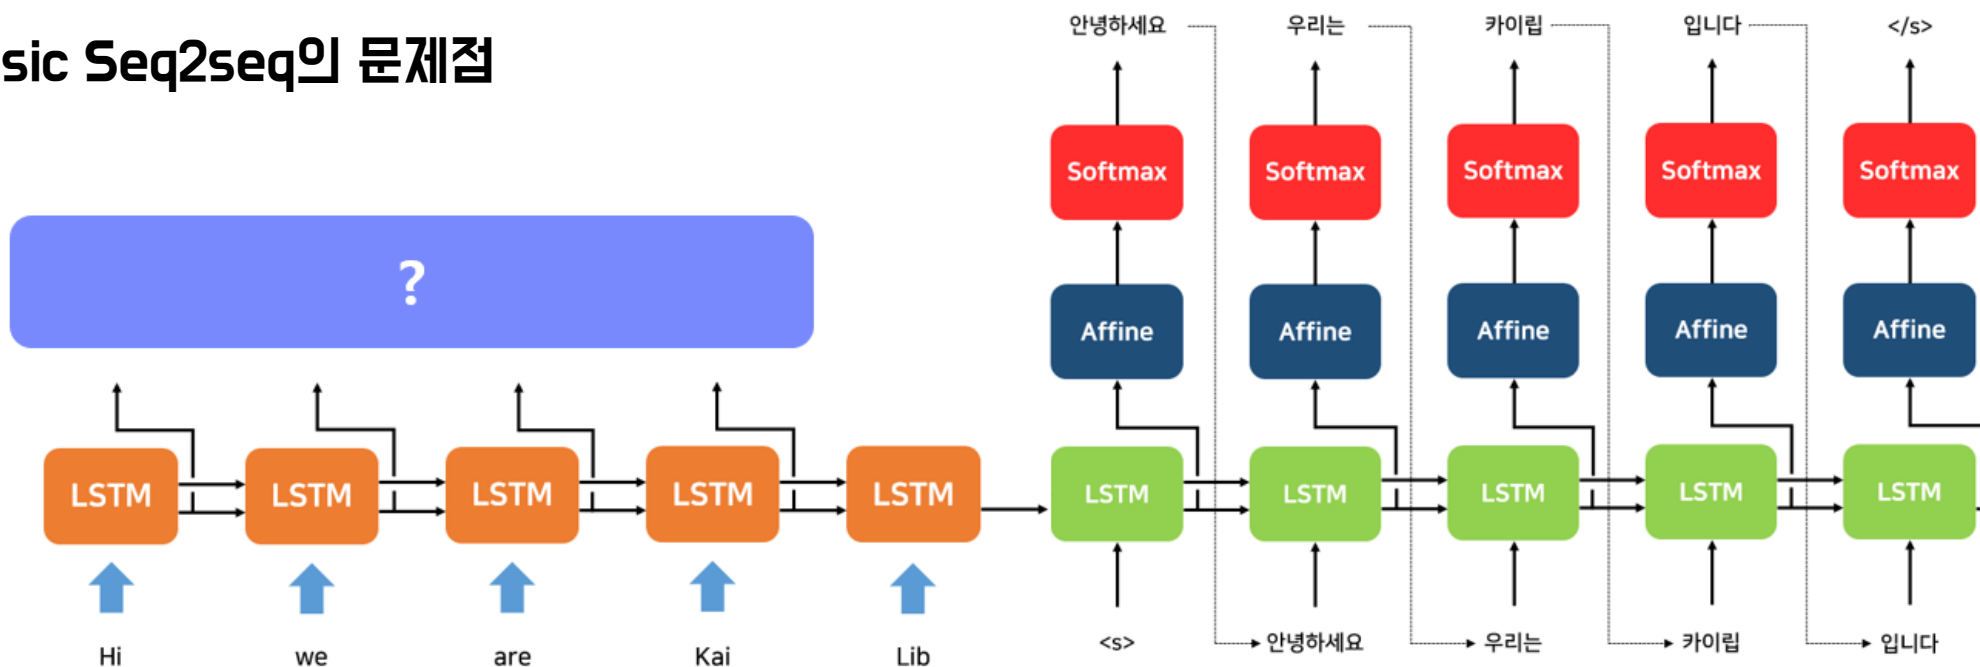 sic Seq2seq의 문제점
안녕하세요 우리는 카이립 입니다 </s>
Softmax Softmax Softmax Softmax Softmax
?
Affine Affine Affine Affine Affine
LSTM LSTM LSTM LSTM LSTM LSTM LSTM LSTM LSTM LSTM
Hi we are Kai Lib <s> 안녕하세요 우리는 카이립 입니다